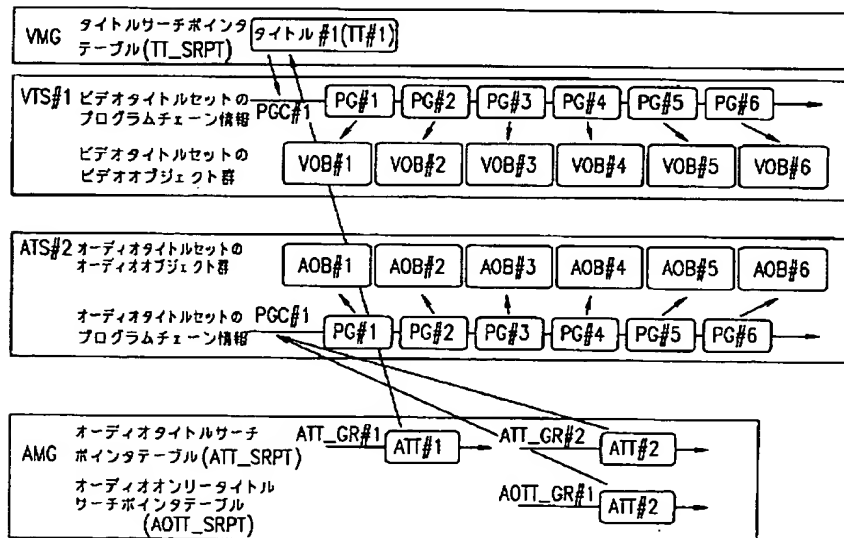 VMG
タイトルサーチポインタ
テーブル(TT_SRPT)
タイトル #1(TT#1)
VTS#1
ビデオタイトルセットの
プログラムチェーン情報
PGC#1
PG#1
PG#2
PG#3
PG#4
PG#5
PG#6
ビデオタイトルセットの
ビデオオブジェクト群
VOB#1
VOB#2
VOB#3
VOB#4
VOB#5
VOB#6
ATS#2
オーディオタイトルセットの
オーディオオブジェクト群
AOB#1
AOB#2
AOB#3
AOB#4
AOB#5
AOB#6
オーディオタイトルセットの
プログラムチェーン情報
PGC#1
PG#1
PG#2
PG#3
PG#4
PG#5
PG#6
AMG
オーディオタイトルサーチ
ポインタテーブル(ATT_SRPT)
ATT_GR#1
ATT#1
ATT_GR#2
ATT#2
オーディオオンリータイトル
サーチポインタテーブル
(AOTT_SRPT)
AOTT_GR#1
ATT#2